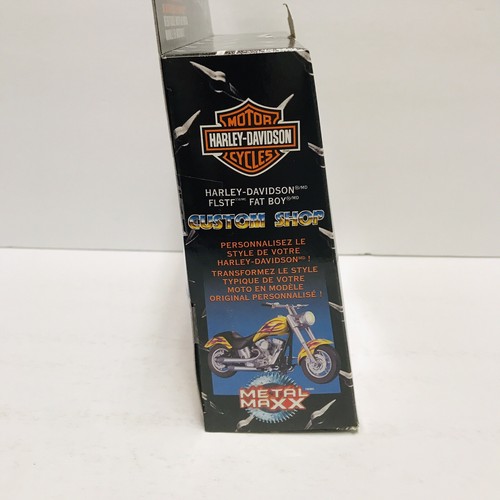 MOTOR
HARLEY-DAVIDSON
CYCLES
HARLEY-DAVIDSON®/MD
FLSTF™/MC FAT BOY®/MD
CUSTOM SHOP
PERSONNALISEZ LE
STYLE DE VOTRE
HARLEY-DAVIDSON MD !
TRANSFORMEZ LE STYLE
TYPIQUE DE VOTRE
MOTO EN MODÈLE
ORIGINAL PERSONNALISÉ !
METAL
MAXX